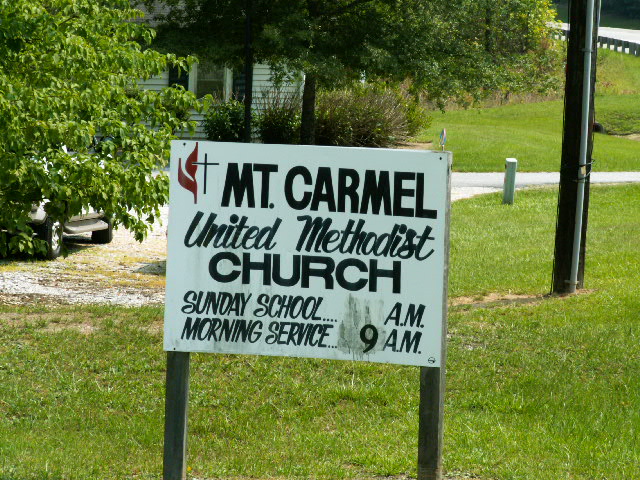 MT. CARMEL
United Methodist
CHURCH
SUNDAY SCHOOL.... A.M.
MORNING SERVICE... 9 A.M.